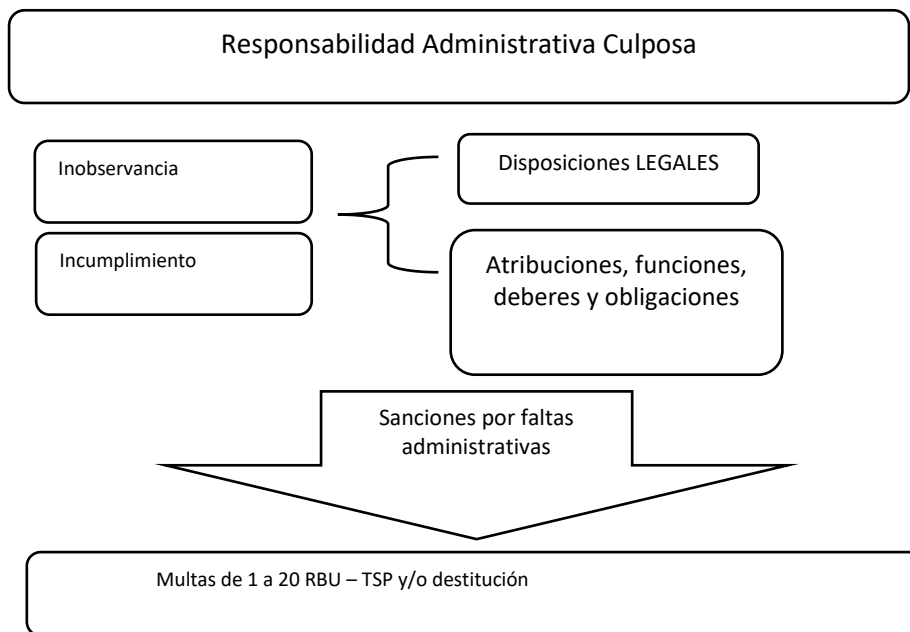 Responsabilidad Administrativa Culposa
Inobservancia
Incumplimiento
Disposiciones LEGALES
Atribuciones, funciones,
deberes y obligaciones
Sanciones por faltas
administrativas
Multas de 1 a 20 RBU – TSP y/o destitución